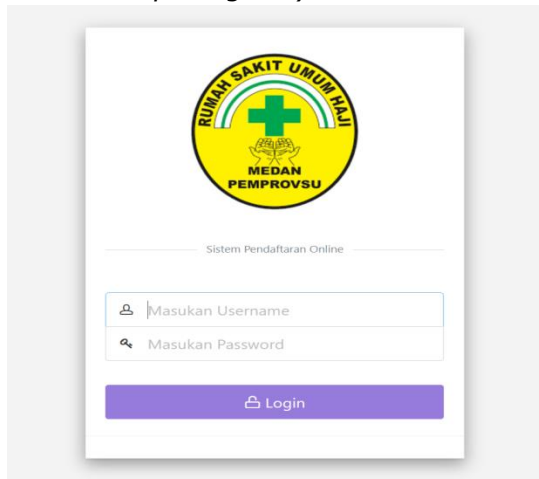 RUMAH SAKIT UMUM HAJI
MEDAN
PEMPROVSU
Sistem Pendaftaran Online
Masukan Username
Masukan Password
Login